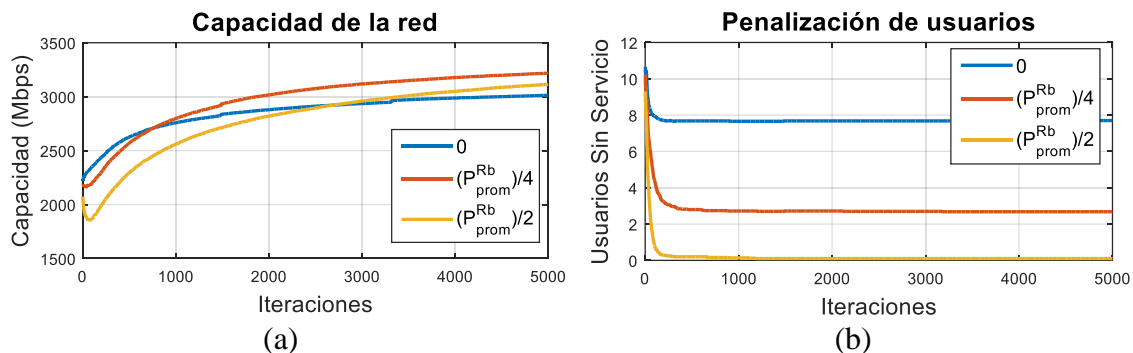 Capacidad de la red
3500
3000
2500
2000
1500
Capacidad (Mbps)
0
(P^Rb_prom)/4
(P^Rb_prom)/2
0 1000 2000 3000 4000 5000
Iteraciones
(a)
Penalización de usuarios
12
10
8
6
4
2
0
Usuarios Sin Servicio
0
(P^Rb_prom)/4
(P^Rb_prom)/2
0 1000 2000 3000 4000 5000
Iteraciones
(b)